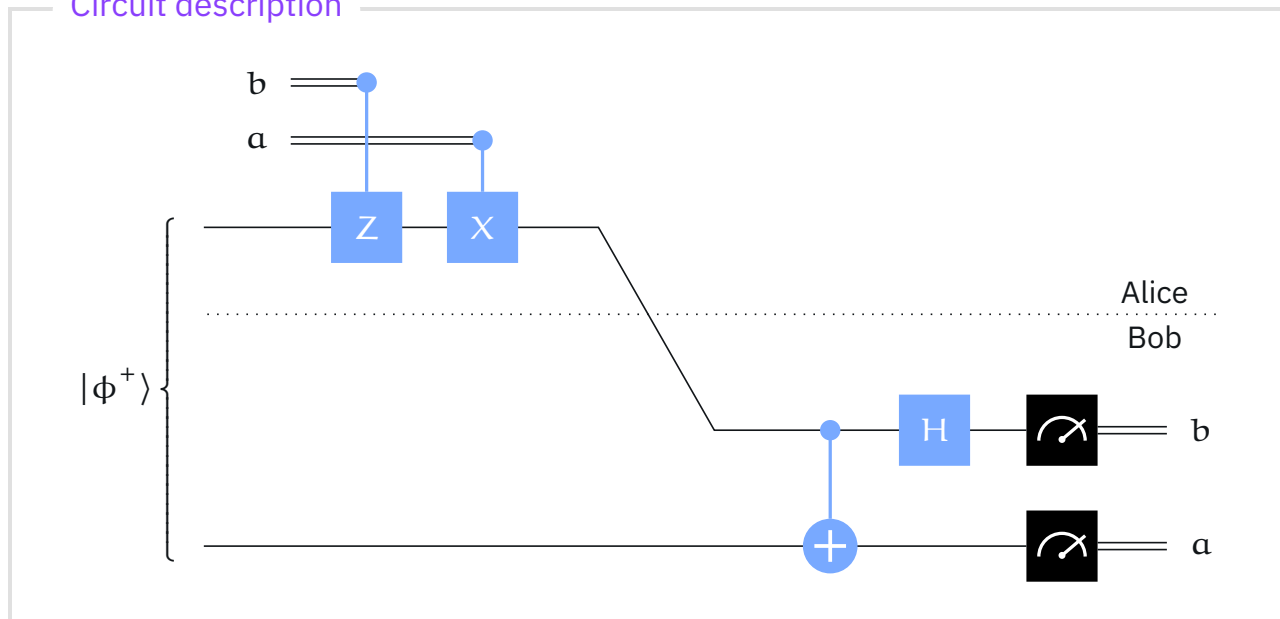 Circuit description
b
a
Z X
Alice
Bob
|ϕ⁺⟩
H b
a